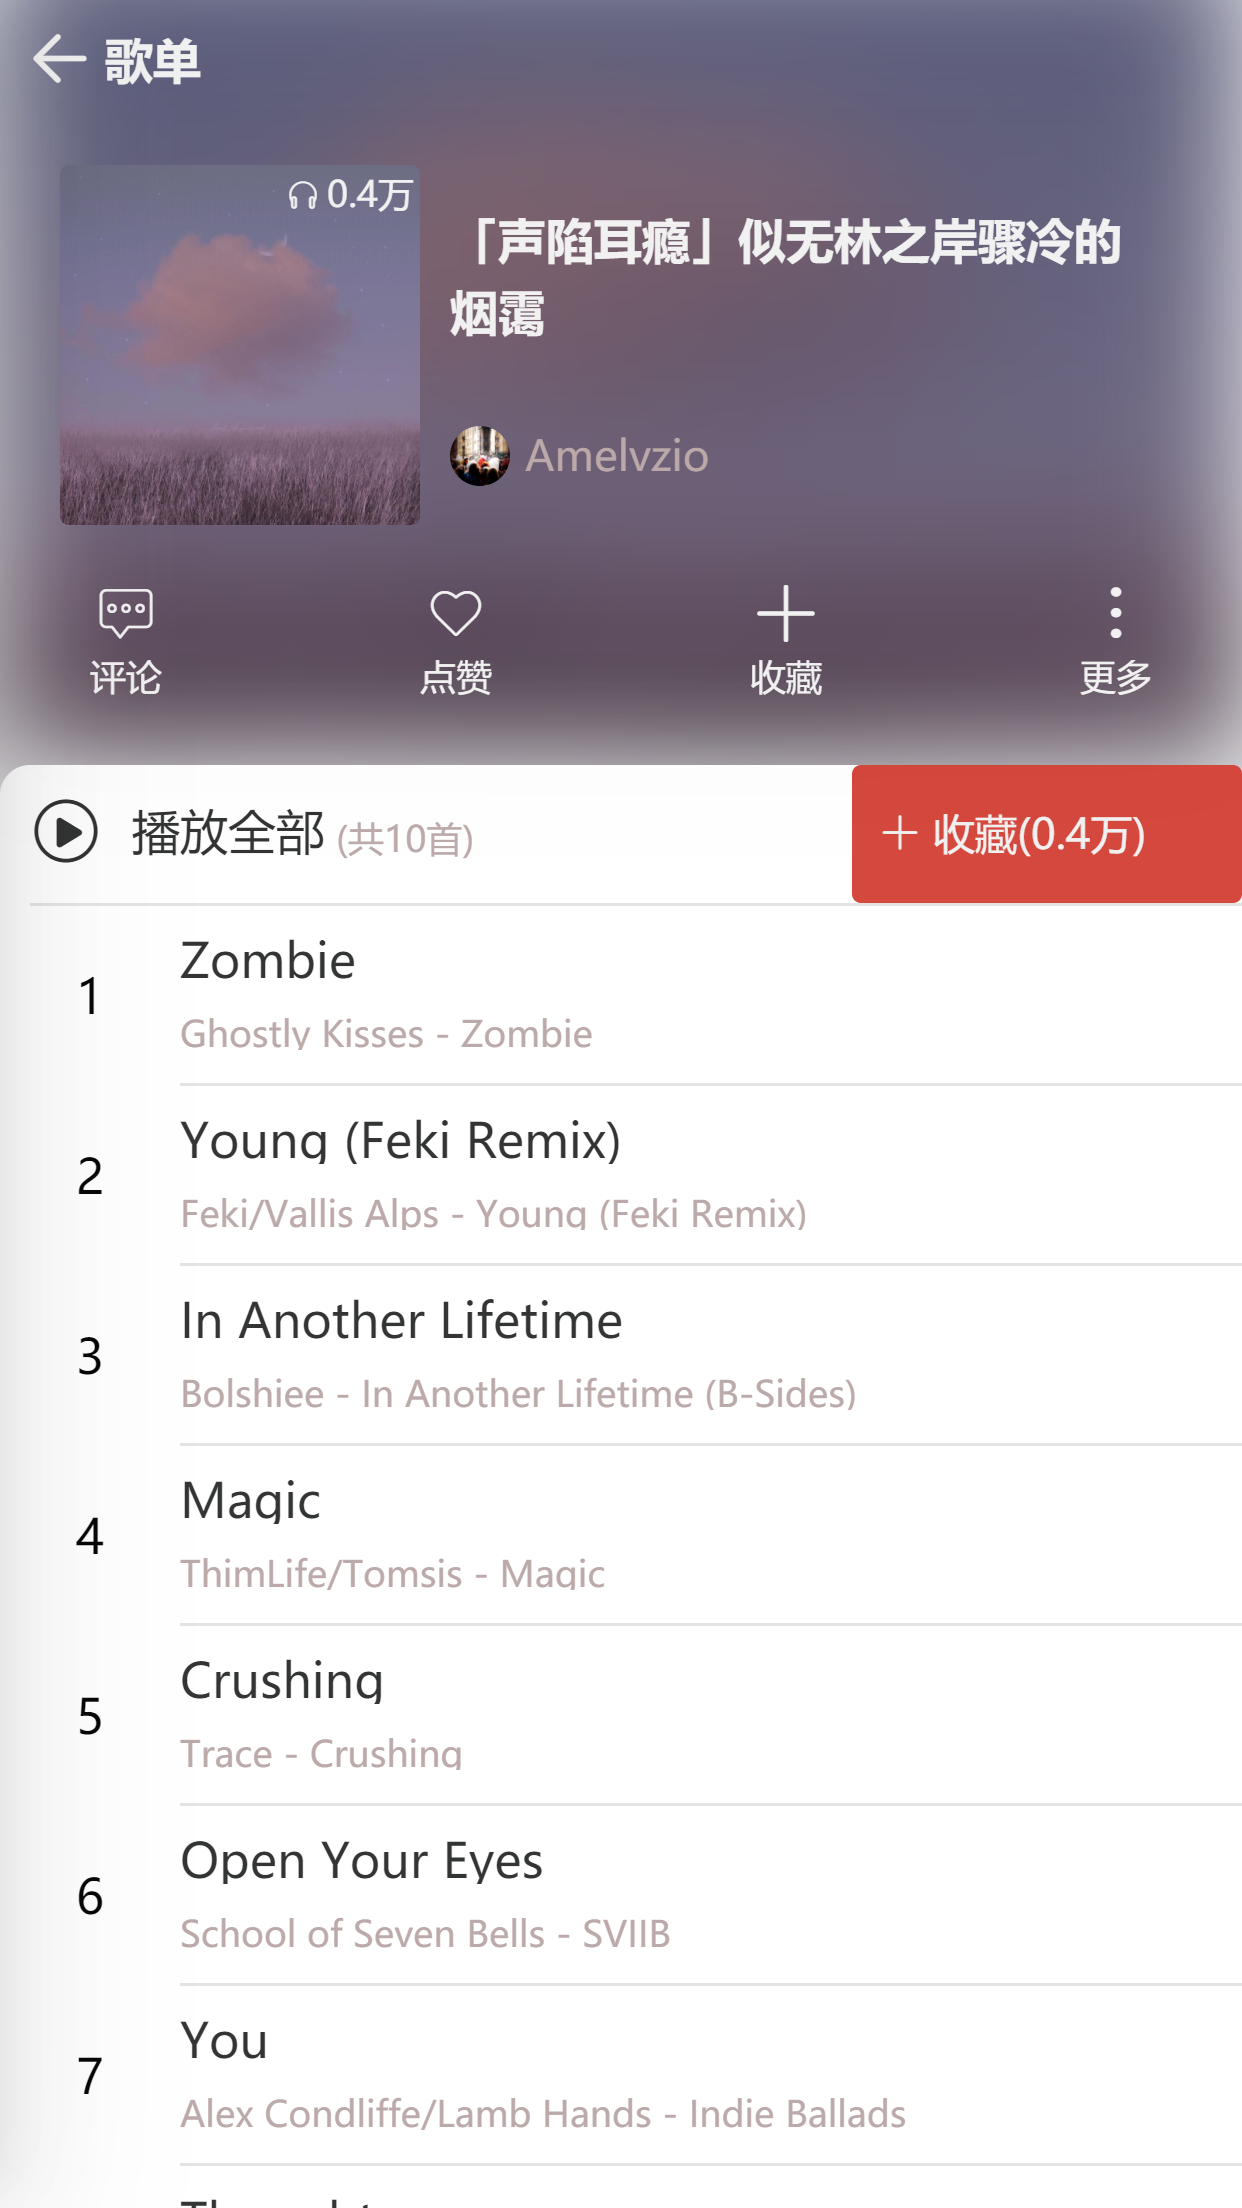 歌单
0.4万
「声陷耳瘾」似无林之岸骤冷的
烟霭
Amelvzio
评论 点赞 收藏 更多
播放全部 (共10首) + 收藏(0.4万)
1
Zombie
Ghostly Kisses - Zombie
2
Young (Feki Remix)
Feki/Vallis Alps - Young (Feki Remix)
3
In Another Lifetime
Bolshiee - In Another Lifetime (B-Sides)
4
Magic
ThimLife/Tomsis - Magic
5
Crushing
Trace - Crushing
6
Open Your Eyes
School of Seven Bells - SVIIB
7
You
Alex Condliffe/Lamb Hands - Indie Ballads